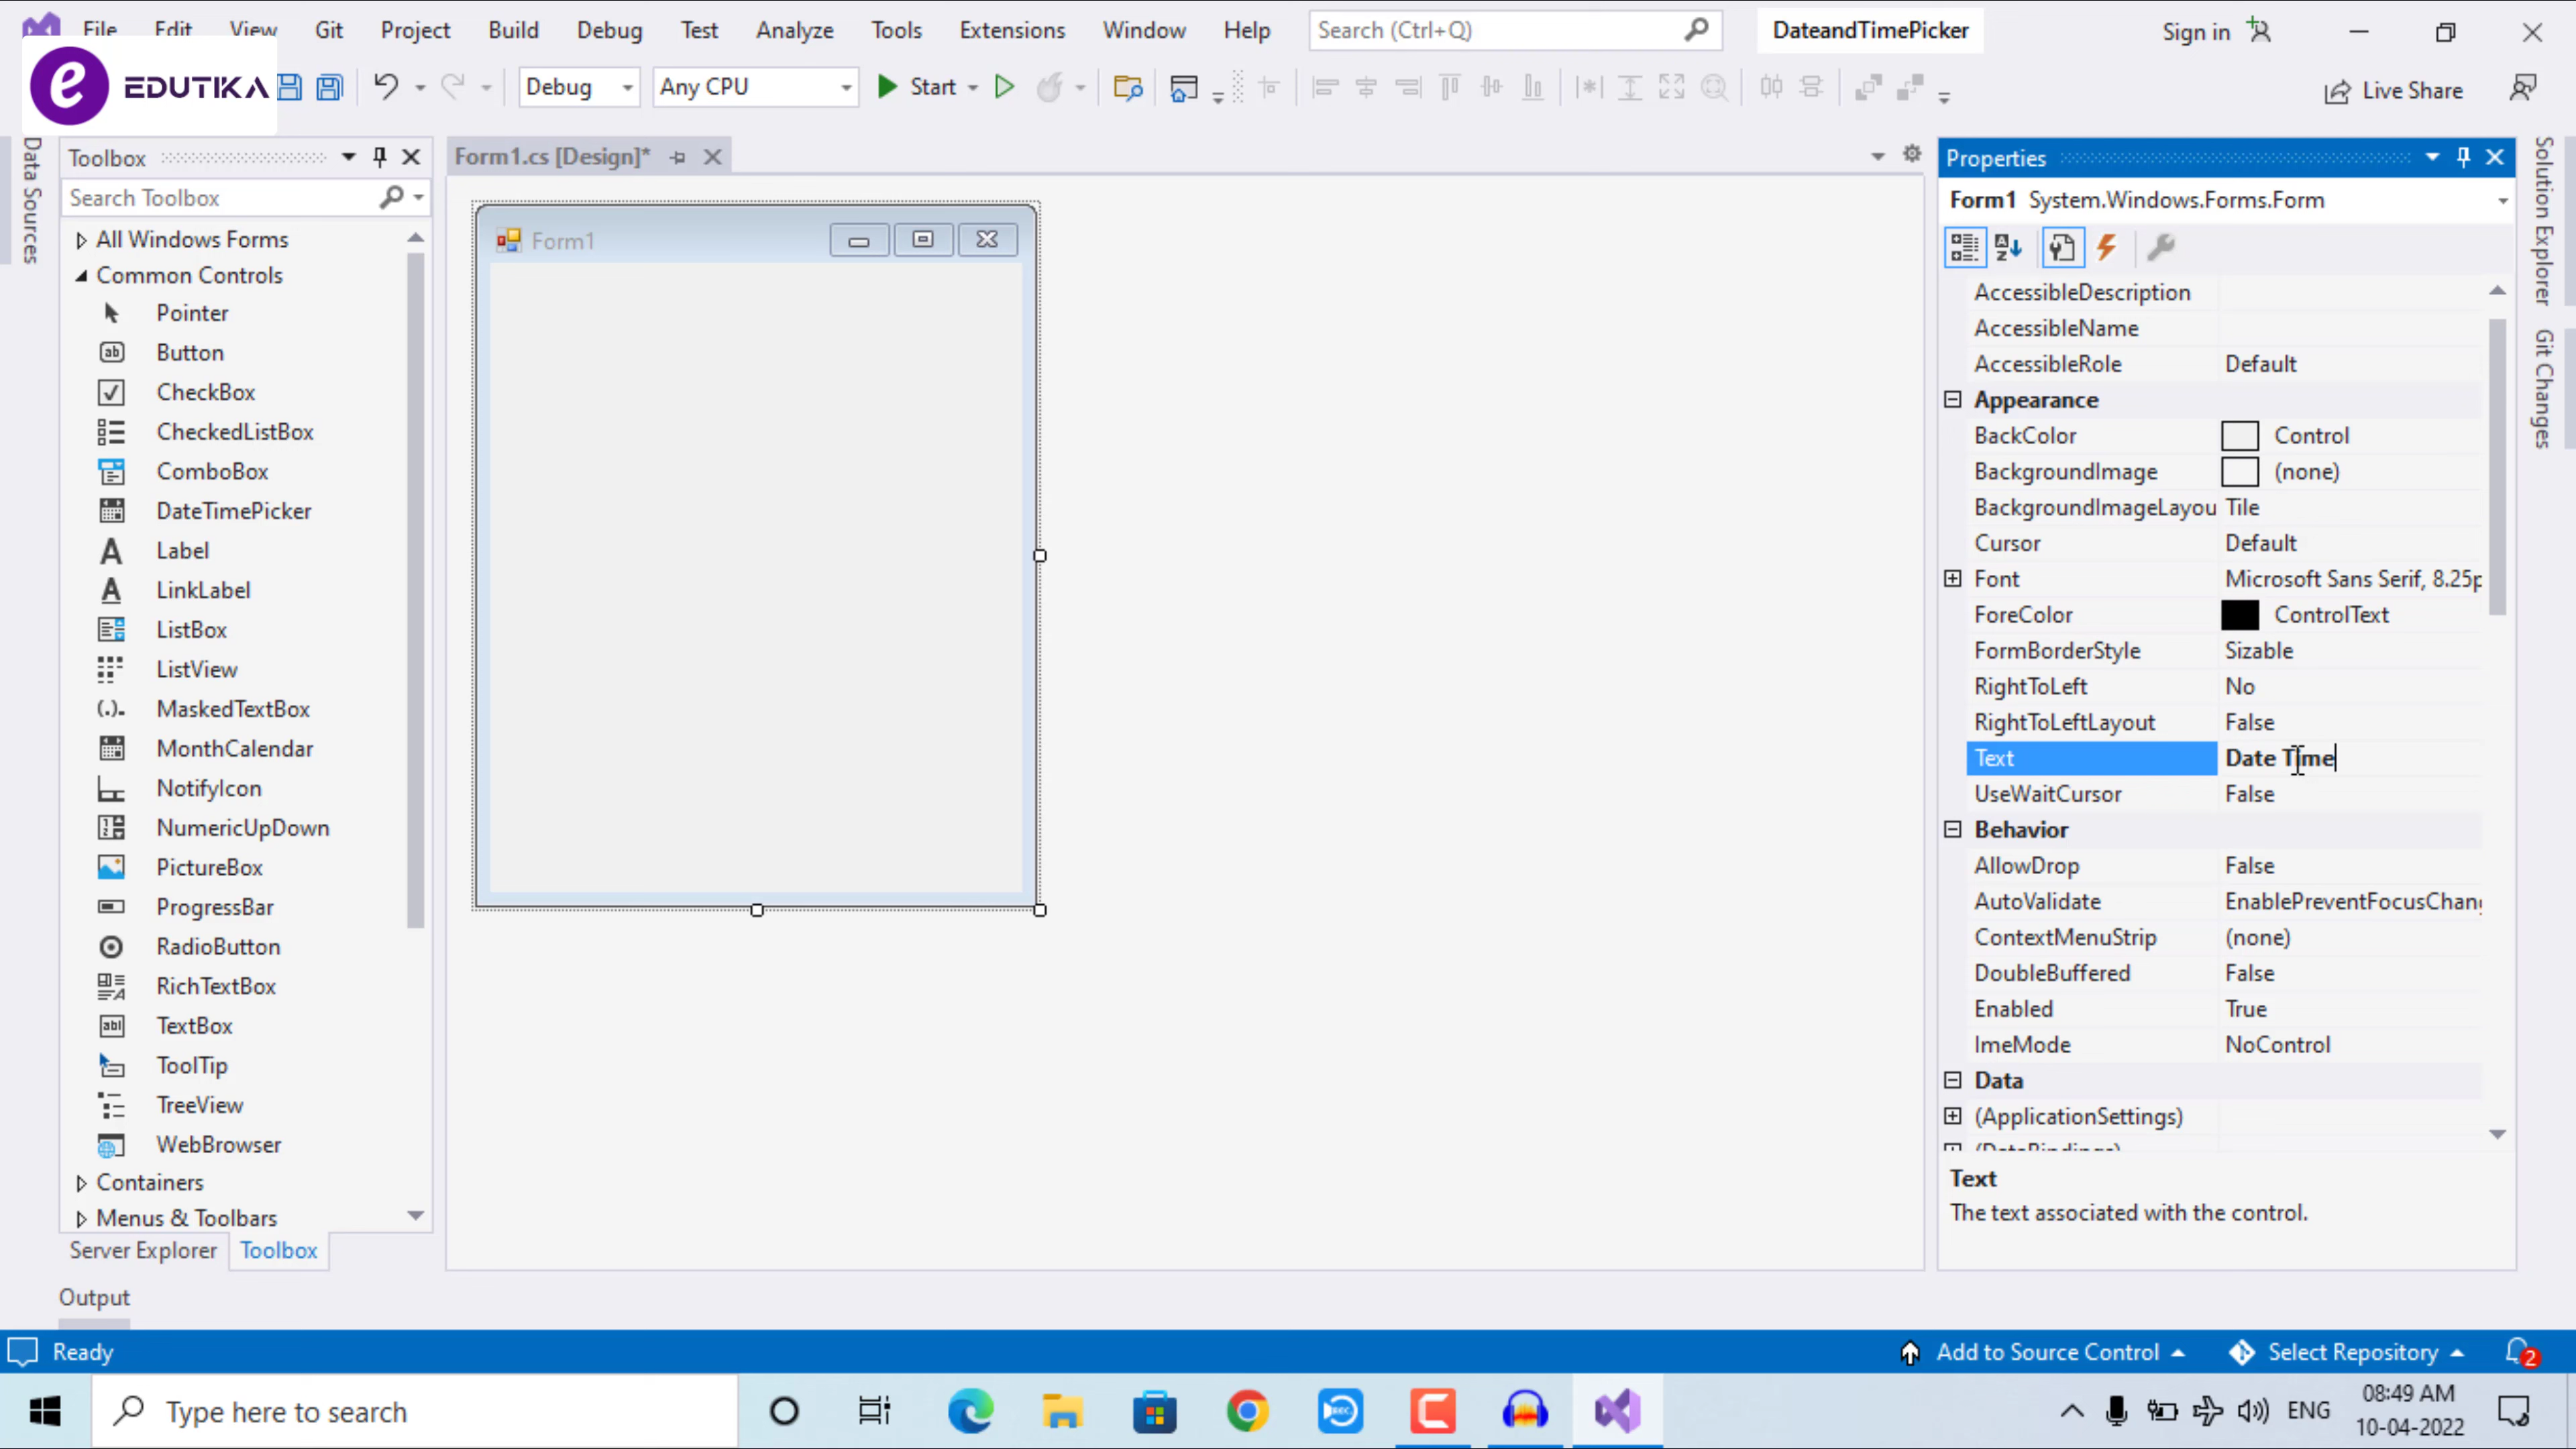 File Edit View Git Project Build Debug Test Analyze Tools Extensions Window Help Search (Ctrl+Q) DateandTimePicker Sign in
e EDUTIKA Debug Any CPU Start Live Share
Data Sources
Toolbox
Search Toolbox
All Windows Forms
Common Controls
Pointer
Button
CheckBox
CheckedListBox
ComboBox
DateTimePicker
Label
LinkLabel
ListBox
ListView
MaskedTextBox
MonthCalendar
NotifyIcon
NumericUpDown
PictureBox
ProgressBar
RadioButton
RichTextBox
TextBox
ToolTip
TreeView
WebBrowser
Containers
Menus & Toolbars
Server Explorer Toolbox
Output
Form1.cs [Design]*
Form1
Properties
Form1 System.Windows.Forms.Form
AccessibleDescription
AccessibleName
AccessibleRole Default
Appearance
BackColor Control
BackgroundImage (none)
BackgroundImageLayou Tile
Cursor Default
Font Microsoft Sans Serif, 8.25p
ForeColor ControlText
FormBorderStyle Sizable
RightToLeft No
RightToLeftLayout False
Text Date Time
UseWaitCursor False
Behavior
AllowDrop False
AutoValidate EnablePreventFocusChang
ContextMenuStrip (none)
DoubleBuffered False
Enabled True
ImeMode NoControl
Data
(ApplicationSettings)
(DataBindings)
Text
The text associated with the control.
Solution Explorer
Git Changes
Ready Add to Source Control Select Repository 2
Type here to search REC ENG 08:49 AM
10-04-2022